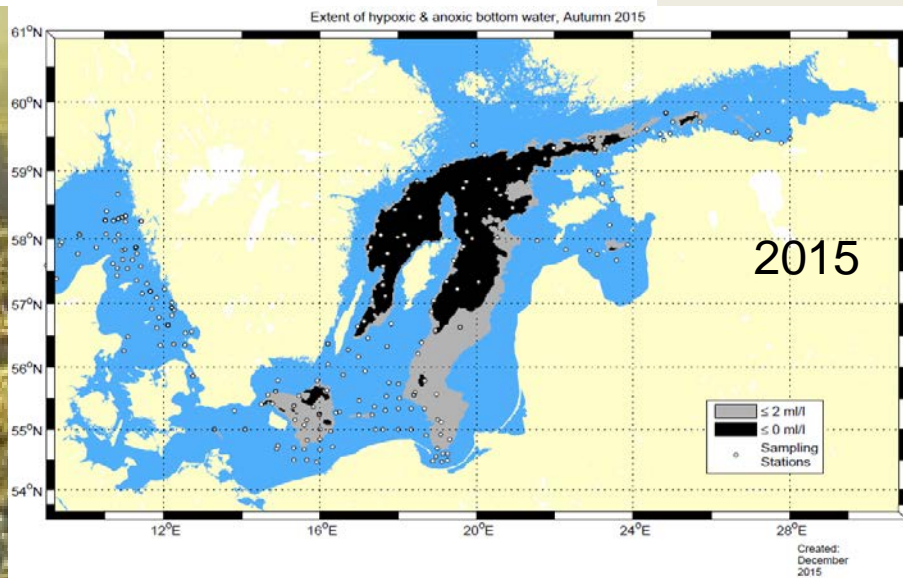 Extent of hypoxic & anoxic bottom water, Autumn 2015
61°N
60°N
59°N
58°N
57°N
56°N
55°N
54°N
2015
≤ 2 ml/l
≤ 0 ml/l
Sampling
Stations
12°E
16°E
20°E
24°E
28°E
Created:
December
2015